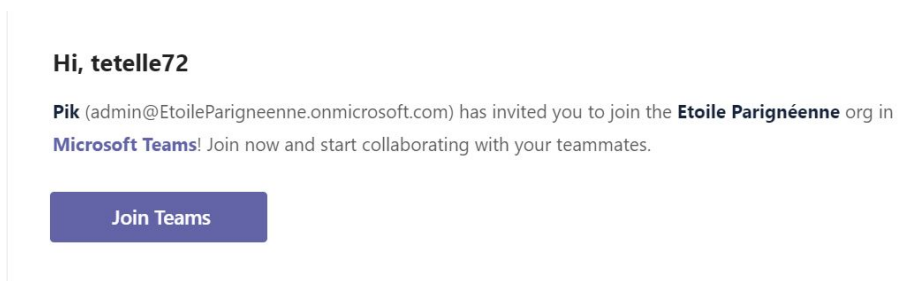 Hi, tetelle72
Pik (admin@EtoileParigneenne.onmicrosoft.com) has invited you to join the Etoile Parignéenne org in
Microsoft Teams! Join now and start collaborating with your teammates.
Join Teams